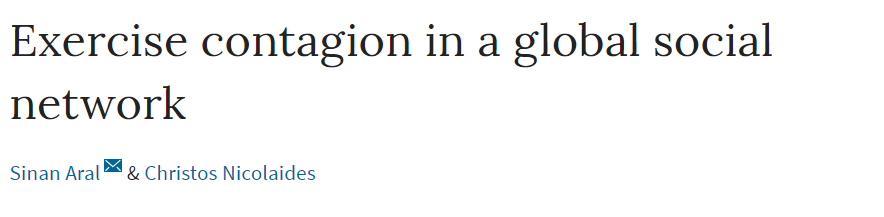 Exercise contagion in a global social
network
Sinan Aral & Christos Nicolaides